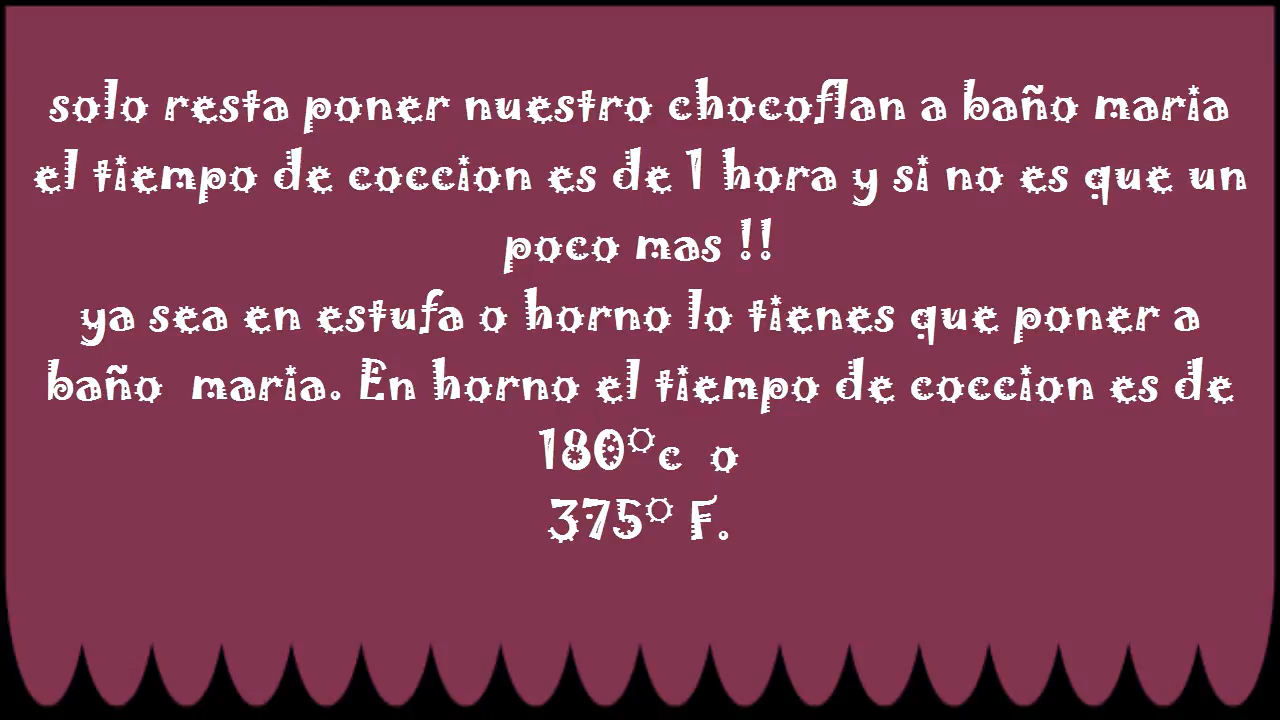 solo resta poner nuestro chocoflan a baño maria
el tiempo de coccion es de 1 hora y si no es que un
poco mas !!
ya sea en estufa o horno lo tienes que poner a
baño maria. En horno el tiempo de coccion es de
180°c o
375° F.